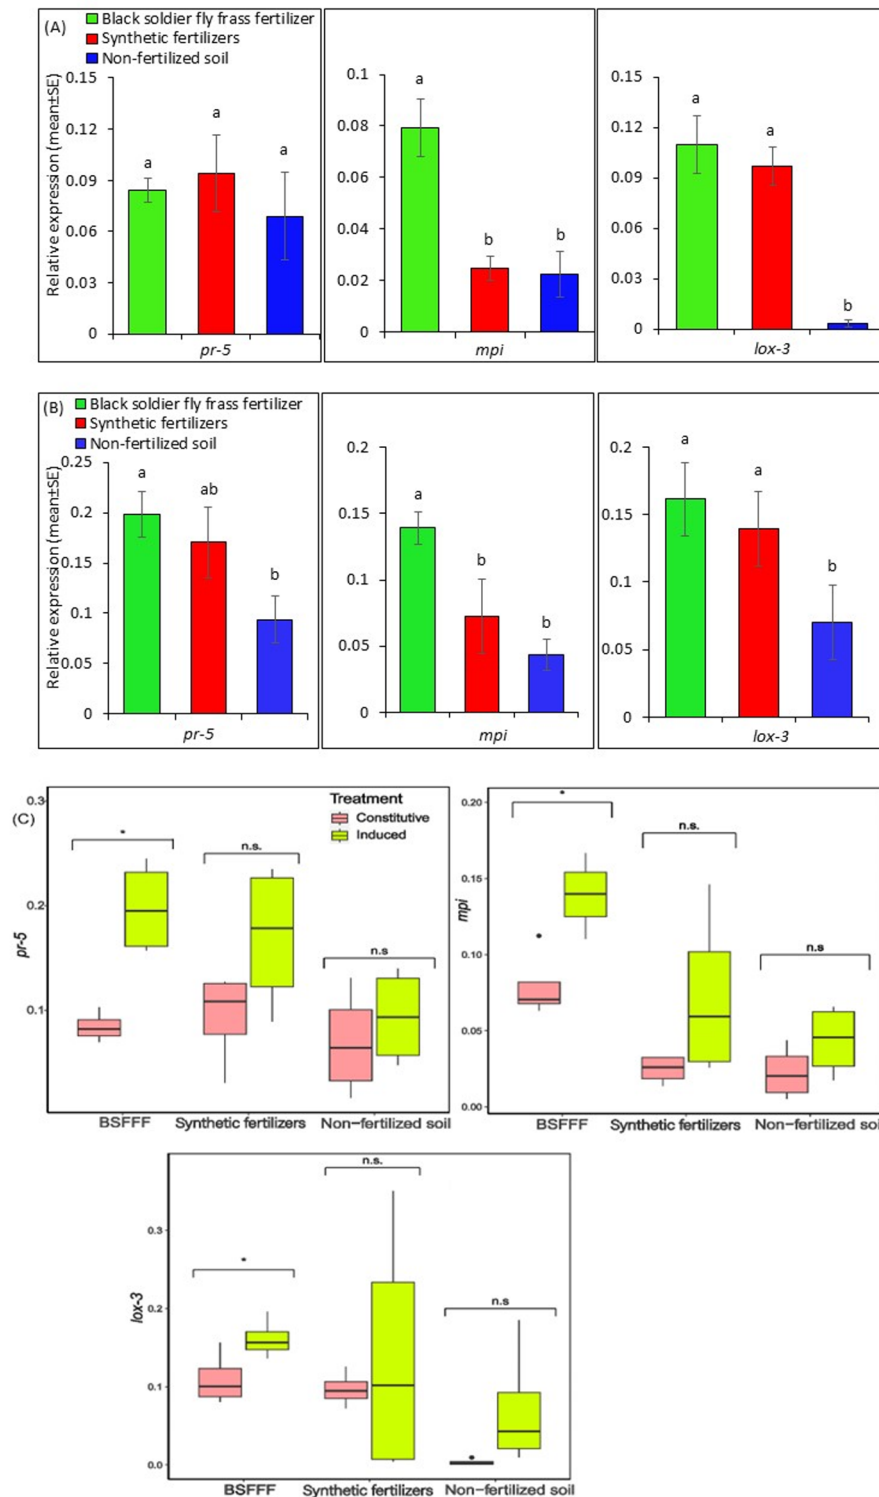 (A)
Black soldier fly frass fertilizer
Synthetic fertilizers
Non-fertilized soil
Relative expression (mean±SE)
0.15
0.12
0.09
0.06
0.03
0
a
a
a
pr-5
0.1
0.08
0.06
0.04
0.02
0
a
b
b
mpi
0.15
0.12
0.09
0.06
0.03
0
a
a
b
lox-3
(B)
Black soldier fly frass fertilizer
Synthetic fertilizers
Non-fertilized soil
Relative expression (mean±SE)
0.25
0.2
0.15
0.1
0.05
0
a
ab
b
pr-5
0.2
0.15
0.1
0.05
0
a
b
b
mpi
0.2
0.15
0.1
0.05
0
a
a
b
lox-3
(C)
pr-5
0.3
0.2
0.1
Treatment
Constitutive
Induced
*
n.s.
n.s
BSFFF Synthetic fertilizers Non-fertilized soil
mpi
0.20
0.15
0.10
0.05
0.00
*
n.s.
n.s
BSFFF Synthetic fertilizers Non-fertilized soil
lox-3
0.3
0.2
0.1
0.0
*
n.s.
n.s
BSFFF Synthetic fertilizers Non-fertilized soil